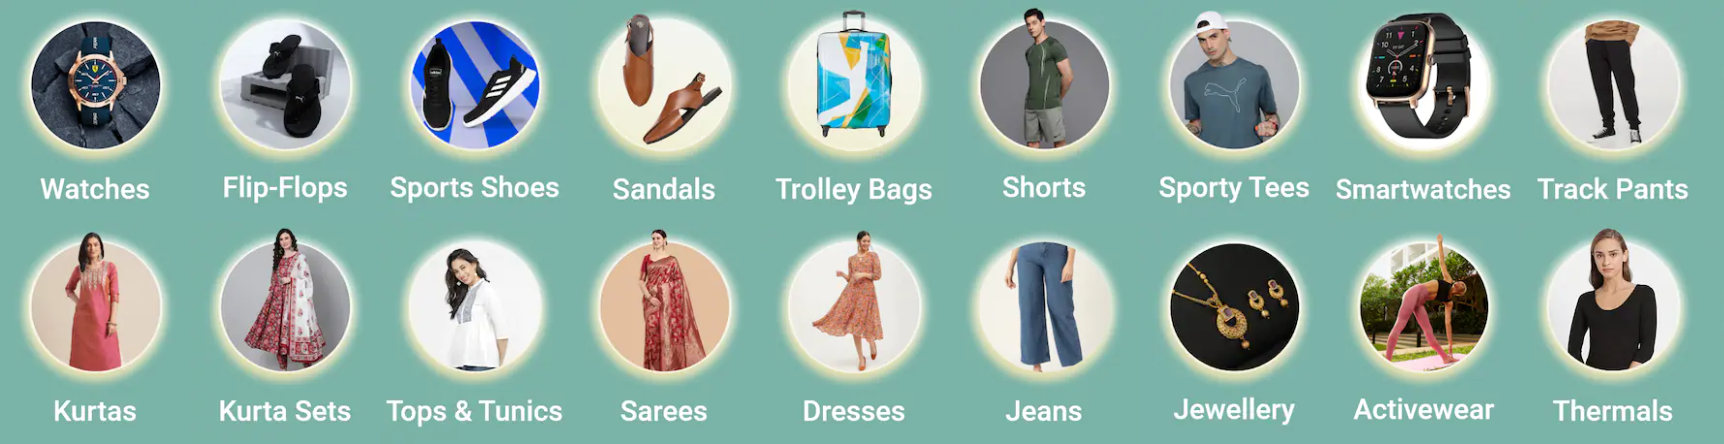 Watches
Flip-Flops
Sports Shoes
Sandals
Trolley Bags
Shorts
Sporty Tees
Smartwatches
Track Pants
Kurtas
Kurta Sets
Tops & Tunics
Sarees
Dresses
Jeans
Jewellery
Activewear
Thermals